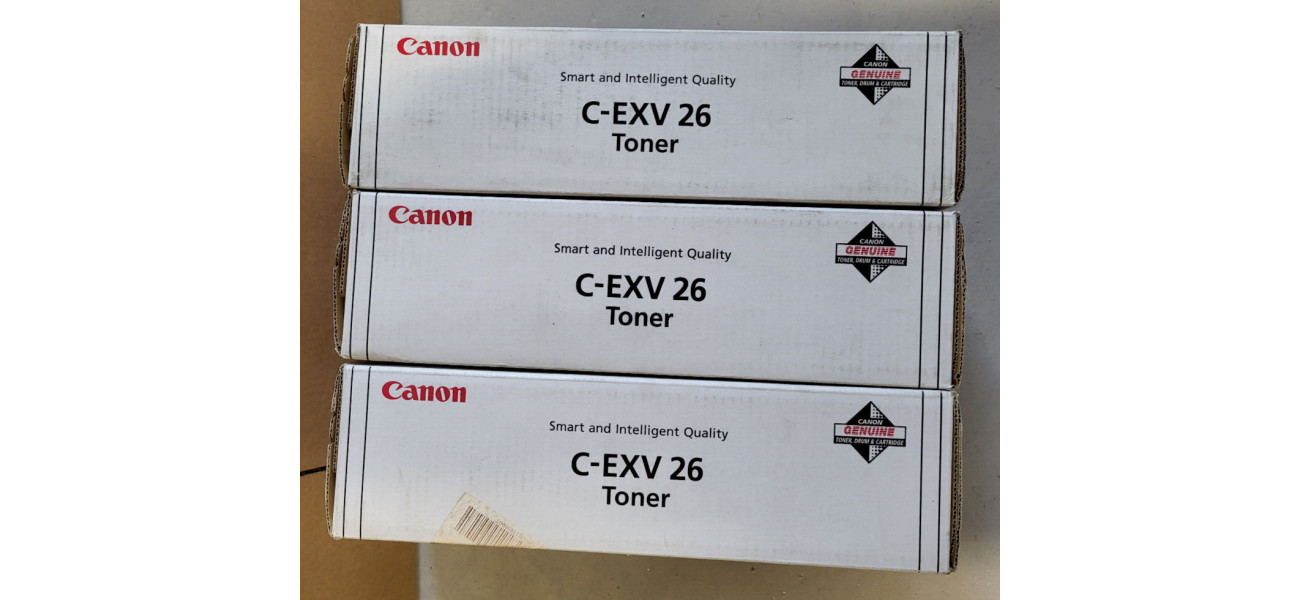 Canon
Smart and Intelligent Quality
C-EXV 26
Toner
CANON
GENUINE
TONER, DRUM & CARTRIDGE
Canon
Smart and Intelligent Quality
C-EXV 26
Toner
CANON
GENUINE
TONER, DRUM & CARTRIDGE
Canon
Smart and Intelligent Quality
C-EXV 26
Toner
CANON
GENUINE
TONER, DRUM & CARTRIDGE